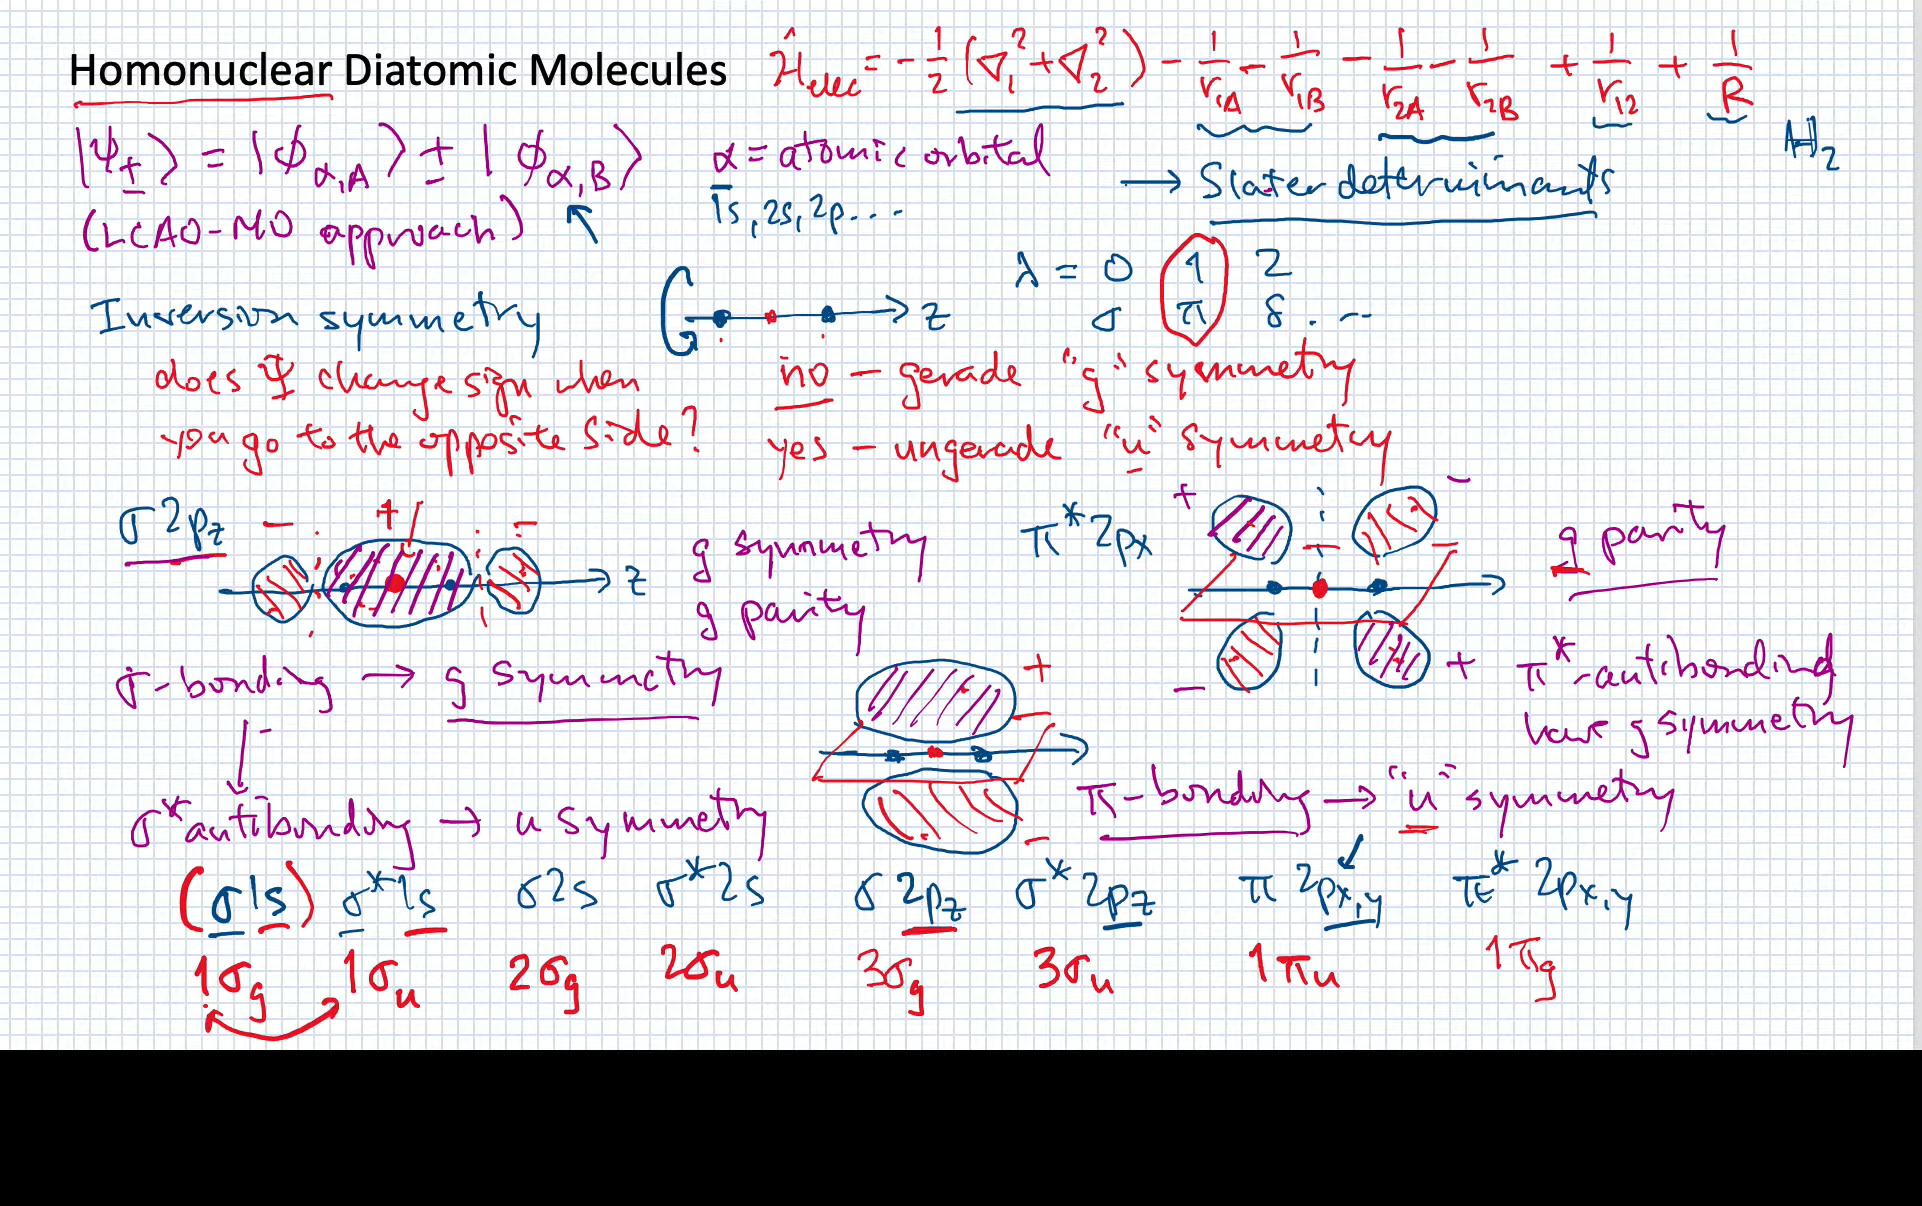 Homonuclear Diatomic Molecules
Ĥelec = -1/2 (∇₁² + ∇₂²) - 1/r1A - 1/r1B - 1/r2A - 1/r2B + 1/r12 + 1/R
H₂
|Ψ±⟩ = |ϕα,A⟩ ± |ϕα,B⟩
α = atomic orbital
1s, 2s, 2p...
→ Slater determinants
(LCAO-MO approach)
λ = 0 1 2
σ π δ . --
Inversion symmetry
z
does Ψ change sign when
you go to the opposite side?
no — gerade "g" symmetry
yes — ungerade "u" symmetry
σ 2pz
- + -
z
g symmetry
g parity
π* 2px
+ -
- +
g parity
σ-bonding → g symmetry
π*-antibonding
have g symmetry
+
-
π-bonding → "u" symmetry
σ* antibonding → u symmetry
(σ1s) σ*1s σ2s σ*2s σ 2pz σ* 2pz π 2px,y π* 2px,y
1σg 1σu 2σg 2σu 3σg 3σu 1πu 1πg